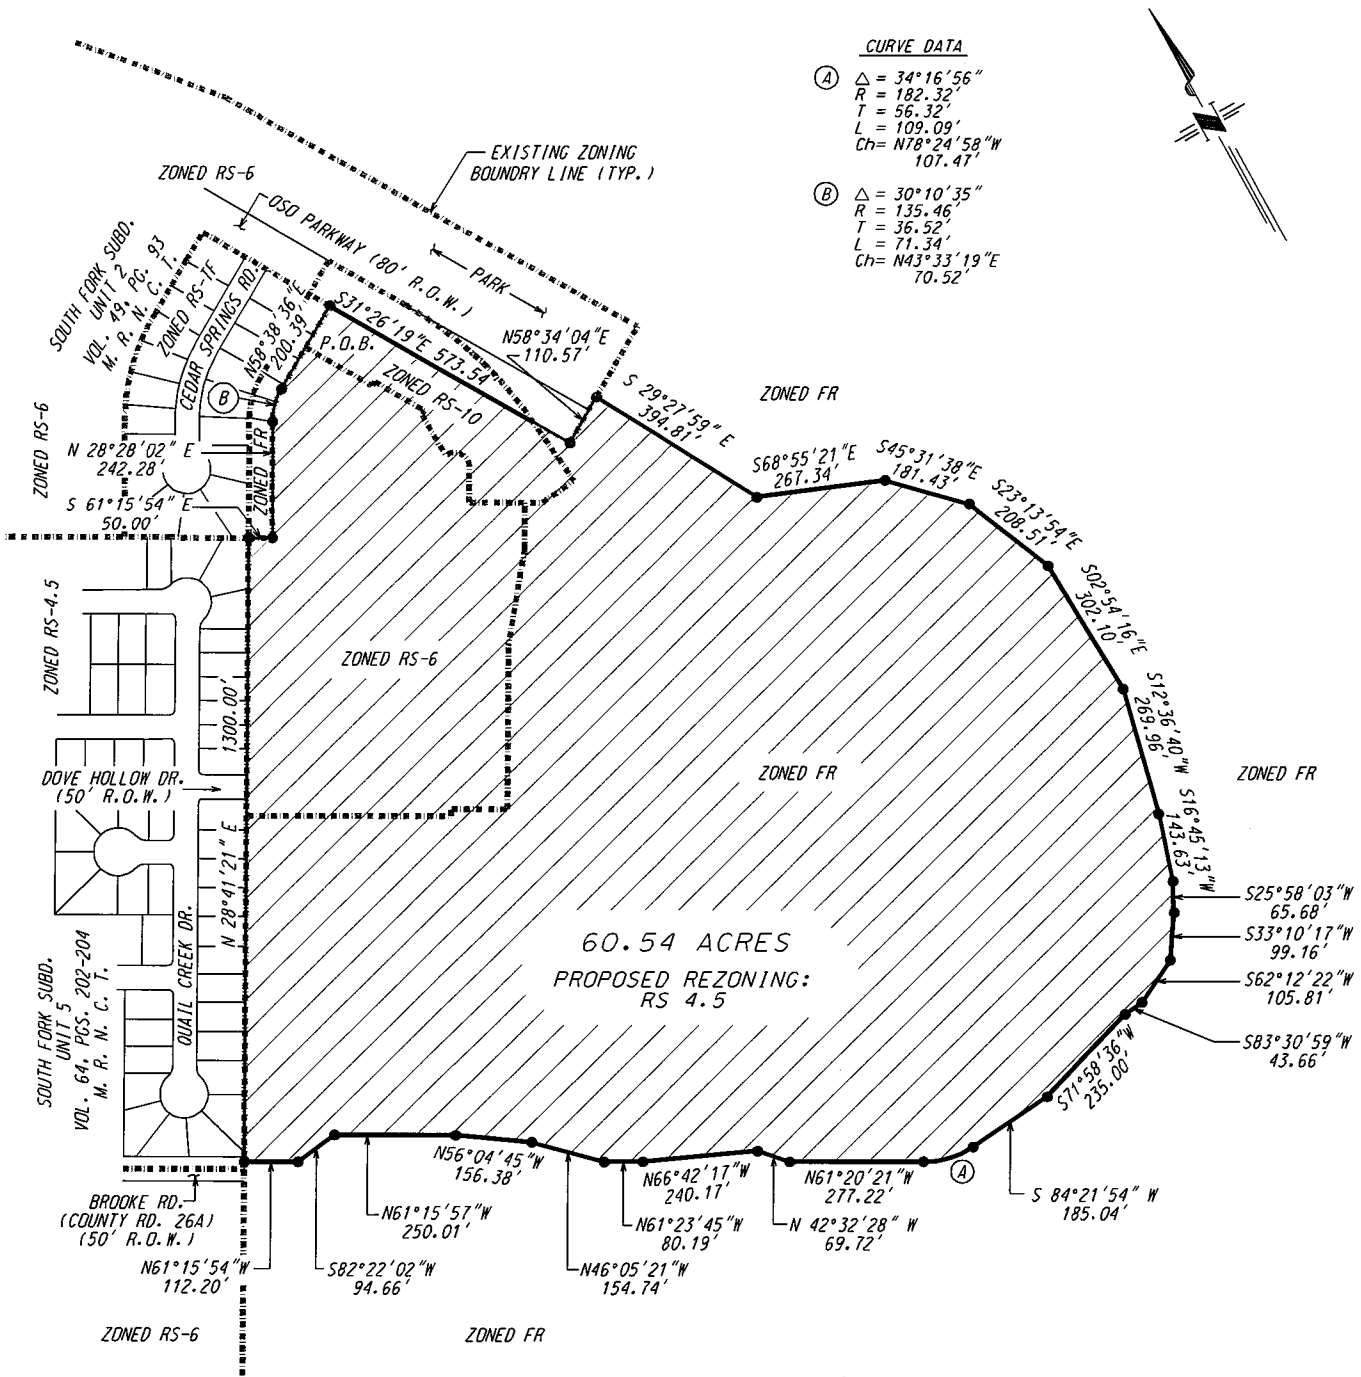 CURVE DATA
A
△ = 34°16'56"
R = 182.32'
T = 56.32'
L = 109.09'
Ch= N78°24'58"W
107.47'
B
△ = 30°10'35"
R = 135.46'
T = 36.52'
L = 71.34'
Ch= N43°33'19"E
70.52'
EXISTING ZONING
BOUNDRY LINE (TYP.)
ZONED RS-6
OSO PARKWAY (80' R.O.W.)
PARK
SOUTH FORK SUBD.
UNIT 2
VOL. 49, PG. 93
M. R. N. C. T.
ZONED RS-TF
CEDAR SPRINGS RD.
N58°38'36"E
200.39'
S31°26'19"E 573.54'
P.O.B.
ZONED RS-10
N58°34'04"E
110.57'
S 29°27'59" E
394.81'
ZONED FR
B
ZONED RS-6
N 28°28'02" E
242.28'
ZONED FR
S 61°15'54" E
50.00'
S68°55'21"E
267.34'
S45°31'38"E
181.43'
S23°13'54"E
208.51'
S02°54'16"E
302.10'
S12°36'40"W
269.96'
S16°45'13"W
143.63'
ZONED RS-4.5
ZONED RS-6
N 28°41'21" E 1300.00'
DOVE HOLLOW DR.
(50' R.O.W.)
ZONED FR
ZONED FR
S25°58'03"W
65.68'
S33°10'17"W
99.16'
S62°12'22"W
105.81'
S83°30'59"W
43.66'
60.54 ACRES
PROPOSED REZONING:
RS 4.5
QUAIL CREEK DR.
SOUTH FORK SUBD.
UNIT 5
VOL. 64, PGS. 202-204
M. R. N. C. T.
S71°58'36"W
235.00'
A
S 84°21'54" W
185.04'
N61°20'21"W
277.22'
N 42°32'28" W
69.72'
N66°42'17"W
240.17'
N61°23'45"W
80.19'
N46°05'21"W
154.74'
N56°04'45"W
156.38'
N61°15'57"W
250.01'
S82°22'02"W
94.66'
N61°15'54"W
112.20'
BROOKE RD.
(COUNTY RD. 26A)
(50' R.O.W.)
ZONED RS-6
ZONED FR